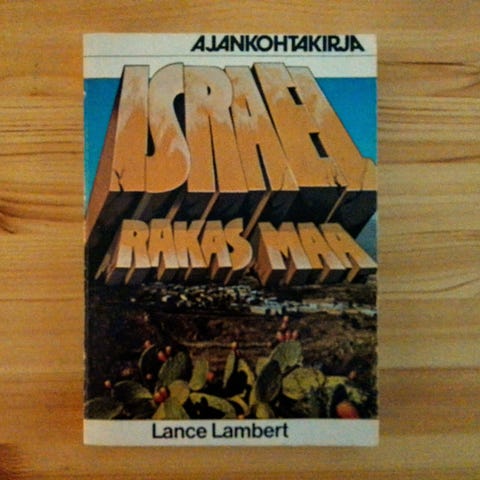 AJANKOHTAKIRJA
ISRAEL
RAKAS MAA
Lance Lambert